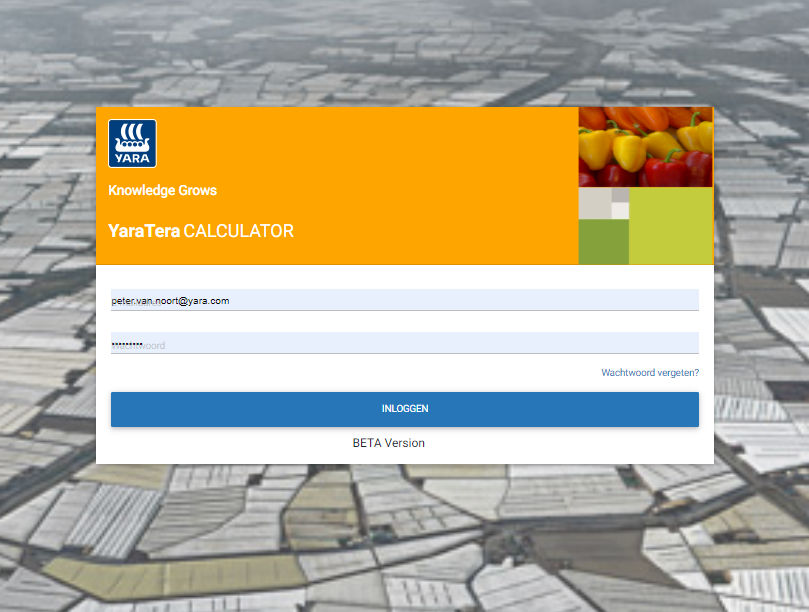 YARA
Knowledge Grows
YaraTera CALCULATOR
peter.van.noort@yara.com
Wachtwoord
Wachtwoord vergeten?
INLOGGEN
BETA Version